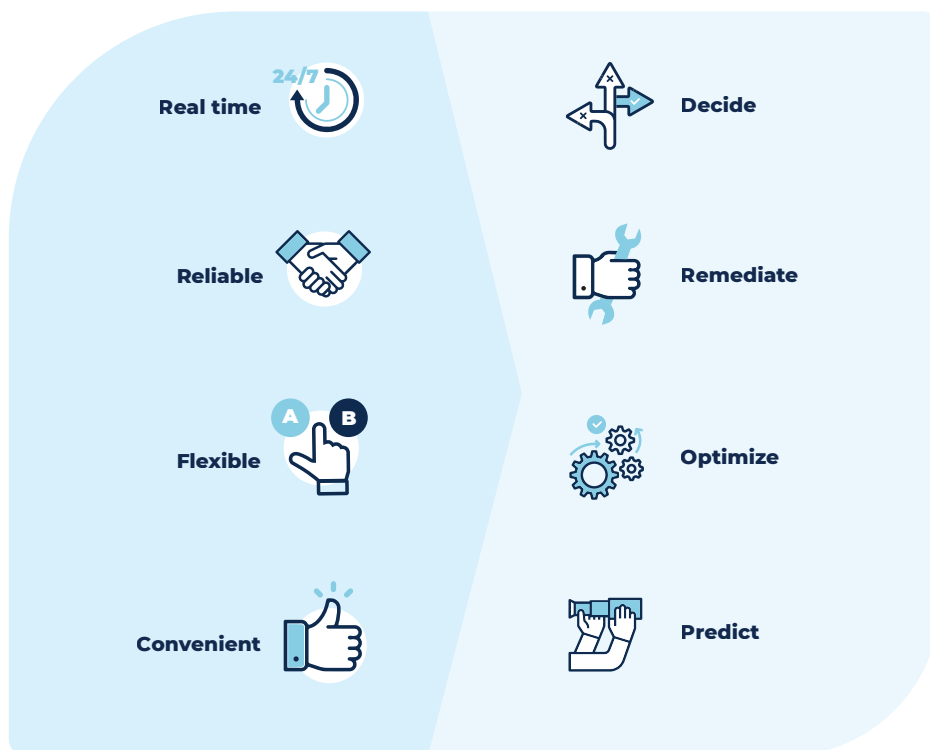 24/7
Real time
Reliable
A B
Flexible
Convenient
Decide
Remediate
Optimize
Predict